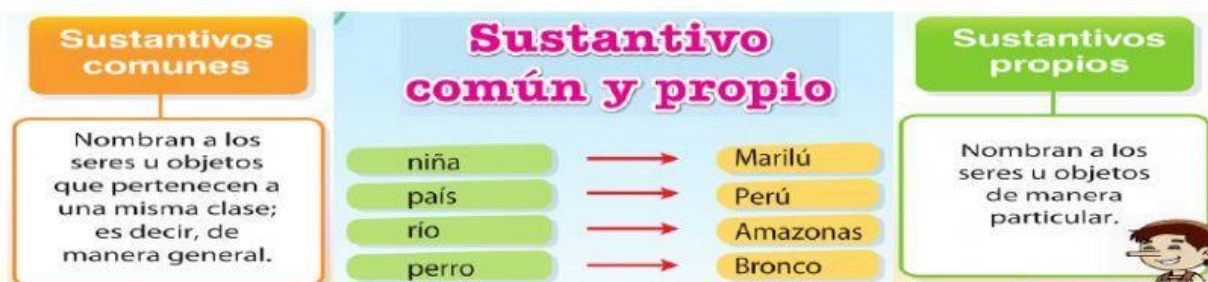 Sustantivos
comunes
Nombran a los
seres u objetos
que pertenecen a
una misma clase;
es decir, de
manera general.
Sustantivo
común y propio
niña
Marilú
país
Perú
río
Amazonas
perro
Bronco
Sustantivos
propios
Nombran a los
seres u objetos
de manera
particular.